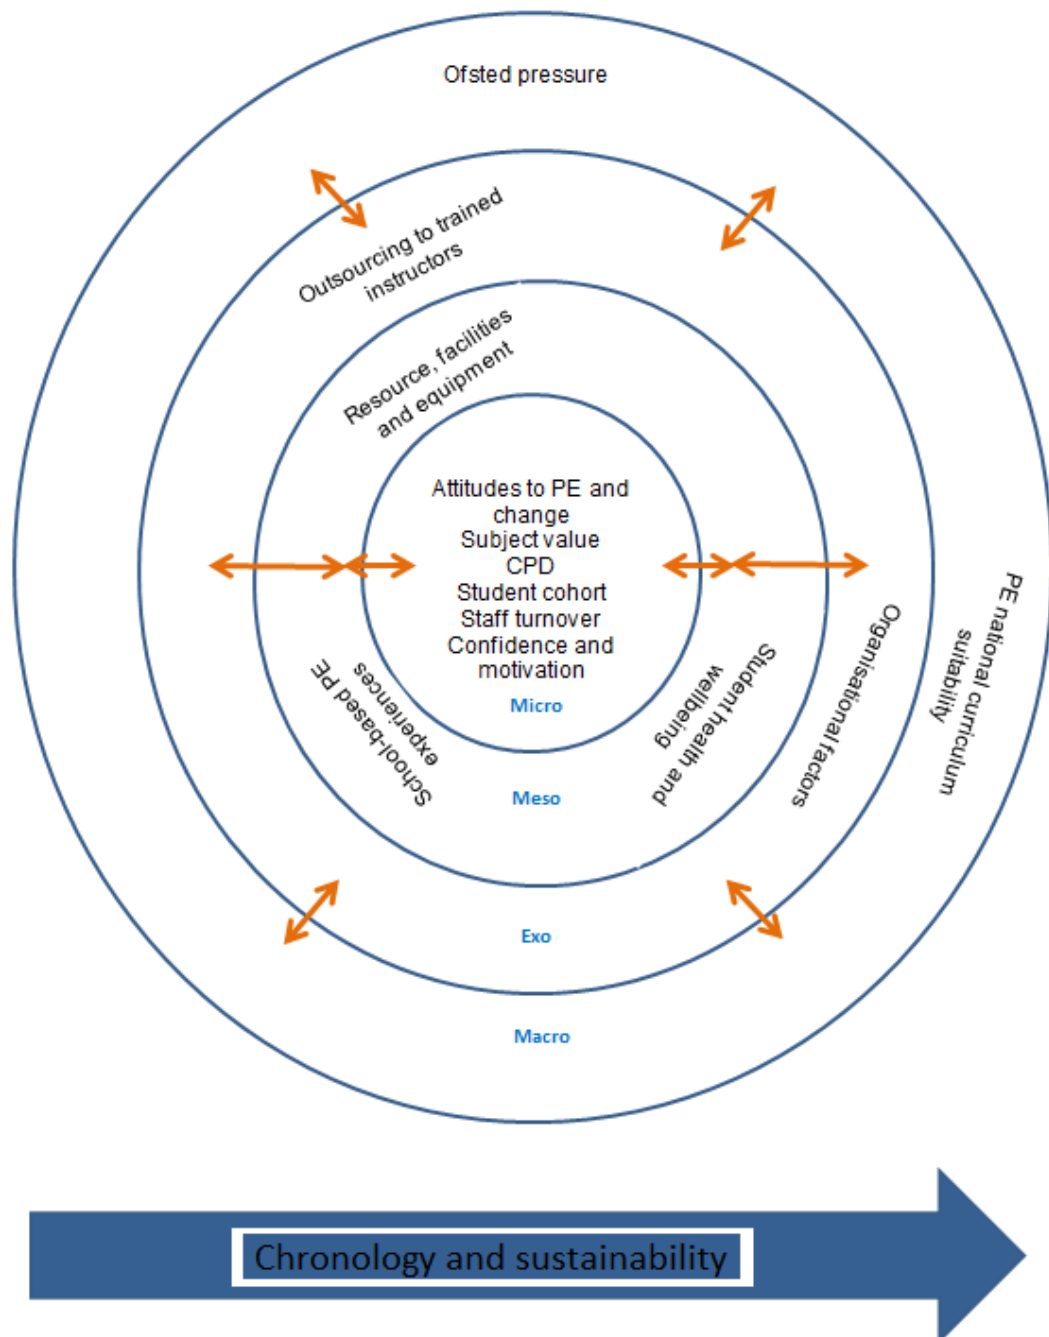 Ofsted pressure
Outsourcing to trained
instructors
Resource, facilities
and equipment
Attitudes to PE and
change
Subject value
CPD
Student cohort
Staff turnover
Confidence and
motivation
Micro
School-based PE
experiences
Student health and
wellbeing
Organisational factors
PE national curriculum
suitability
Meso
Exo
Macro
Chronology and sustainability